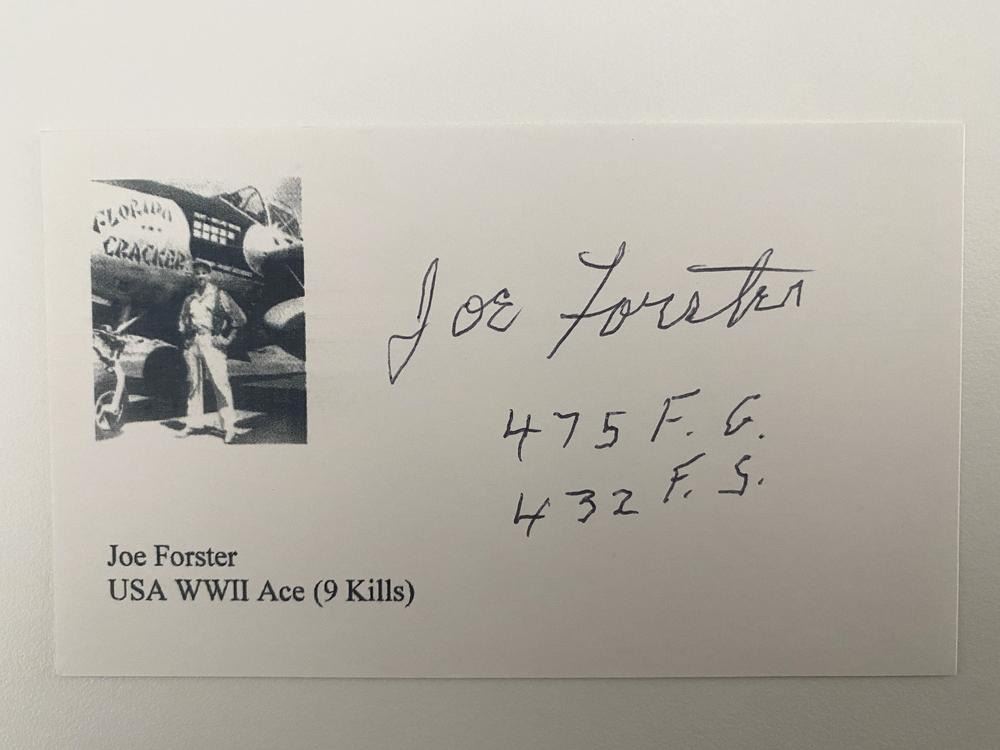 FLORIDA
CRACKER
Joe Forster
475 F. G.
432 F. S.
Joe Forster
USA WWII Ace (9 Kills)